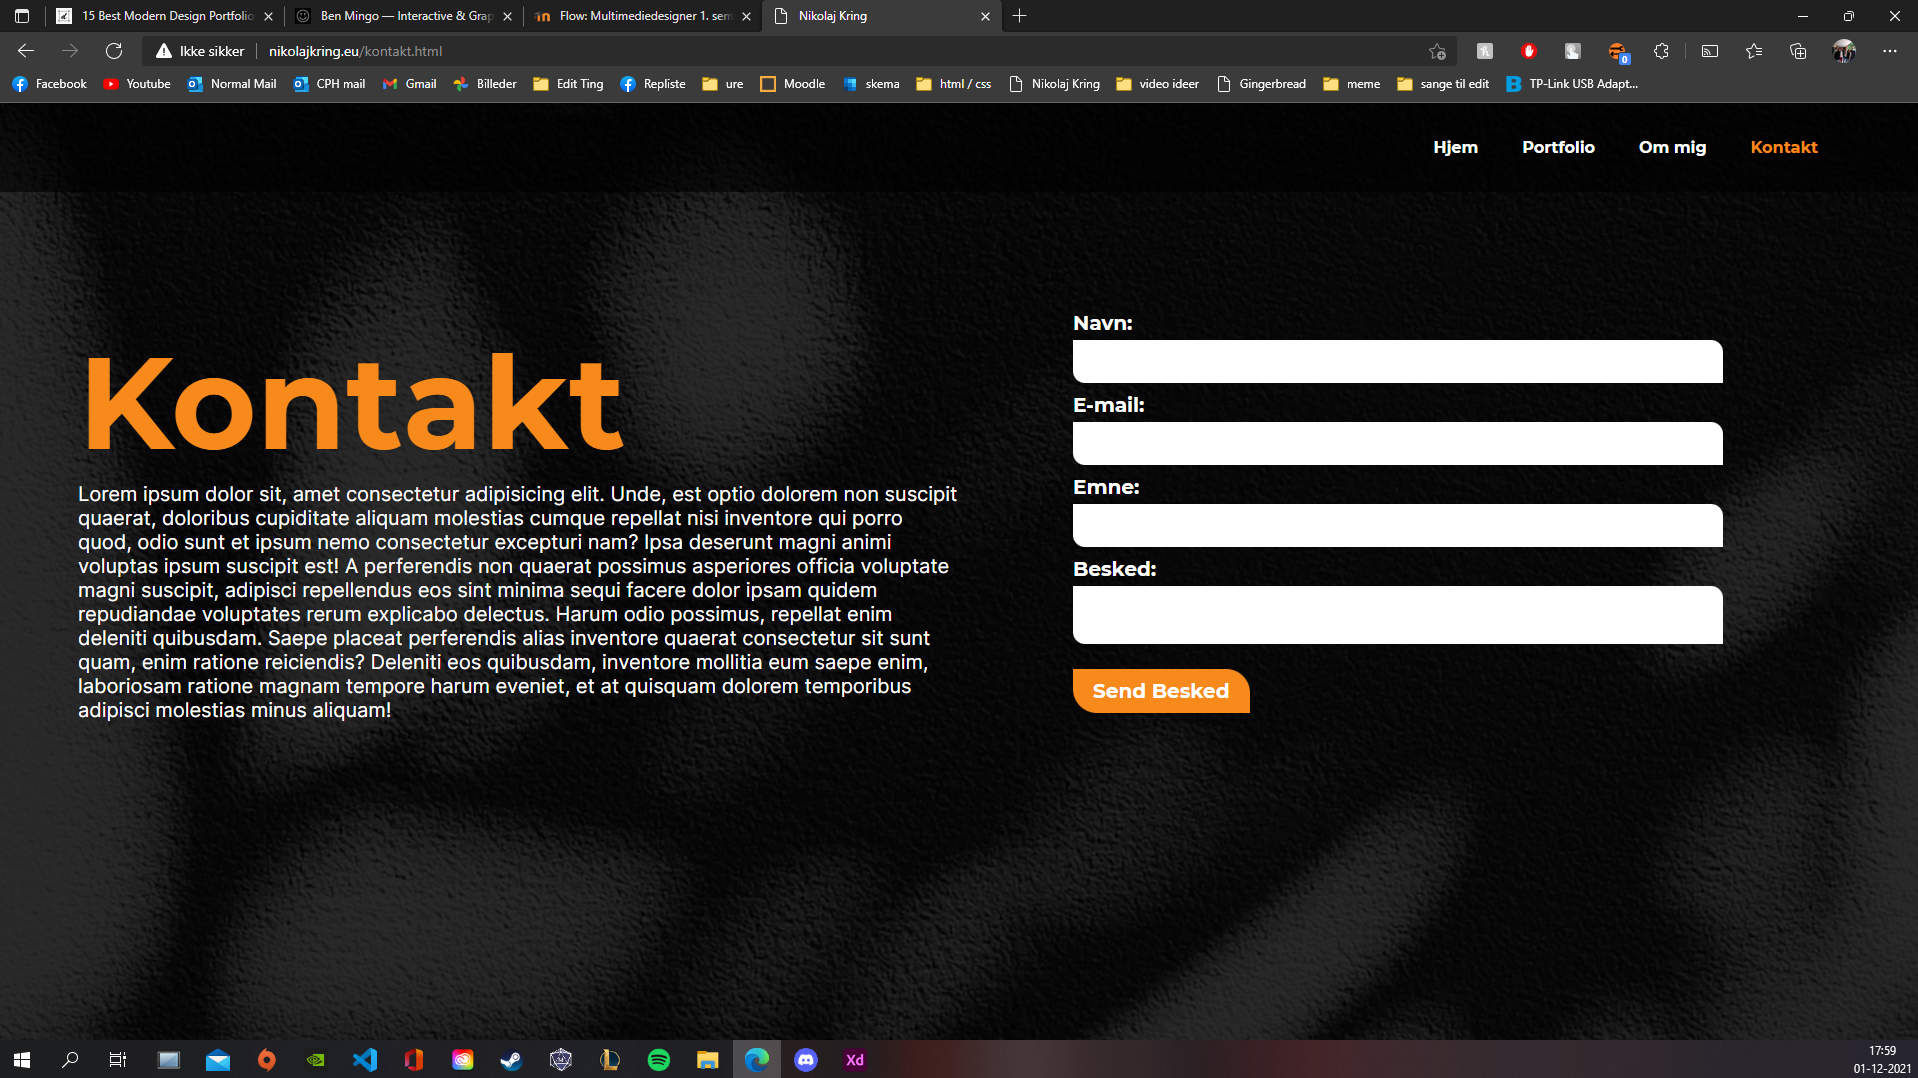 15 Best Modern Design Portfolio
Ben Mingo — Interactive & Grap
Flow: Multimediedesigner 1. sem
Nikolaj Kring
Ikke sikker
nikolajkring.eu/kontakt.html
0
Facebook
Youtube
Normal Mail
CPH mail
Gmail
Billeder
Edit Ting
Repliste
ure
Moodle
skema
html / css
Nikolaj Kring
video ideer
Gingerbread
meme
sange til edit
TP-Link USB Adapt...
Hjem
Portfolio
Om mig
Kontakt
Kontakt
Lorem ipsum dolor sit, amet consectetur adipisicing elit. Unde, est optio dolorem non suscipit
quaerat, doloribus cupiditate aliquam molestias cumque repellat nisi inventore qui porro
quod, odio sunt et ipsum nemo consectetur excepturi nam? Ipsa deserunt magni animi
voluptas ipsum suscipit est! A perferendis non quaerat possimus asperiores officia voluptate
magni suscipit, adipisci repellendus eos sint minima sequi facere dolor ipsam quidem
repudiandae voluptates rerum explicabo delectus. Harum odio possimus, repellat enim
deleniti quibusdam. Saepe placeat perferendis alias inventore quaerat consectetur sit sunt
quam, enim ratione reiciendis? Deleniti eos quibusdam, inventore mollitia eum saepe enim,
laboriosam ratione magnam tempore harum eveniet, et at quisquam dolorem temporibus
adipisci molestias minus aliquam!
Navn:
E-mail:
Emne:
Besked:
Send Besked
Xd
17:59
01-12-2021